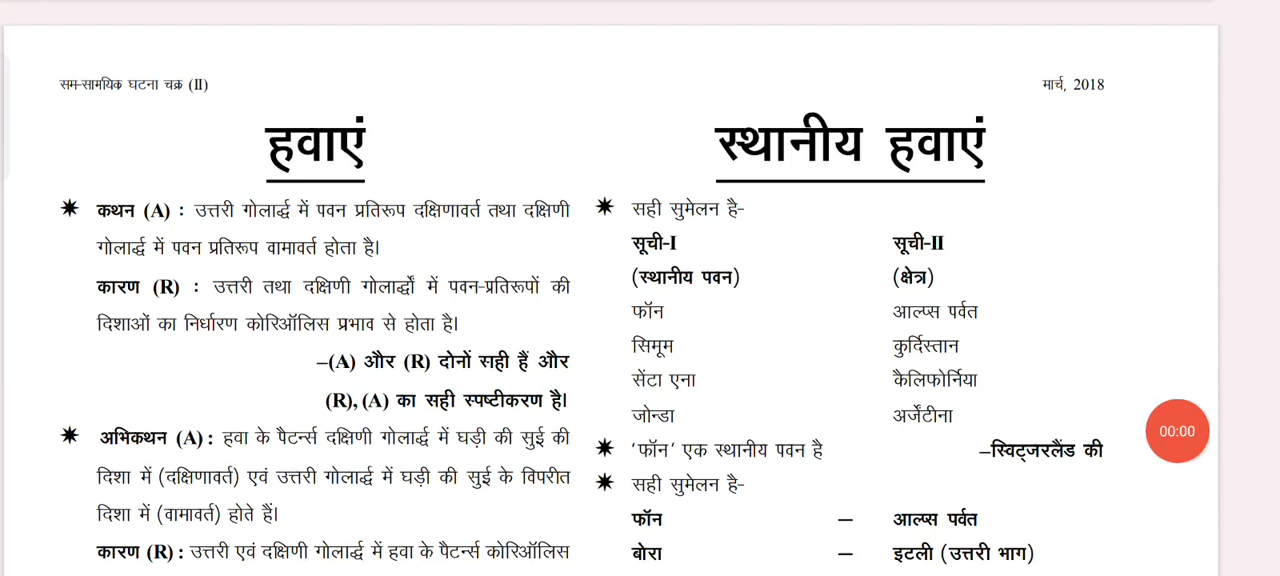 सम-सामयिक घटना चक्र (II)
मार्च, 2018
हवाएं
✷ कथन (A) : उत्तरी गोलार्द्ध में पवन प्रतिरूप दक्षिणावर्त तथा दक्षिणी
गोलार्द्ध में पवन प्रतिरूप वामावर्त होता है।
कारण (R) : उत्तरी तथा दक्षिणी गोलार्द्धों में पवन-प्रतिरूपों की
दिशाओं का निर्धारण कोरिऑलिस प्रभाव से होता है।
–(A) और (R) दोनों सही हैं और
(R), (A) का सही स्पष्टीकरण है।
✷ अभिकथन (A) : हवा के पैटर्न्स दक्षिणी गोलार्द्ध में घड़ी की सुई की
दिशा में (दक्षिणावर्त) एवं उत्तरी गोलार्द्ध में घड़ी की सुई के विपरीत
दिशा में (वामावर्त) होते हैं।
कारण (R) : उत्तरी एवं दक्षिणी गोलार्द्ध में हवा के पैटर्न्स कोरिऑलिस
स्थानीय हवाएं
✷ सही सुमेलन है-
सूची-I सूची-II
(स्थानीय पवन) (क्षेत्र)
फॉन आल्प्स पर्वत
सिमूम कुर्दिस्तान
सेंटा एना कैलिफोर्निया
जोन्डा अर्जेंटीना
✷ 'फॉन' एक स्थानीय पवन है –स्विट्जरलैंड की
✷ सही सुमेलन है-
फॉन – आल्प्स पर्वत
बोरा – इटली (उत्तरी भाग)
00:00